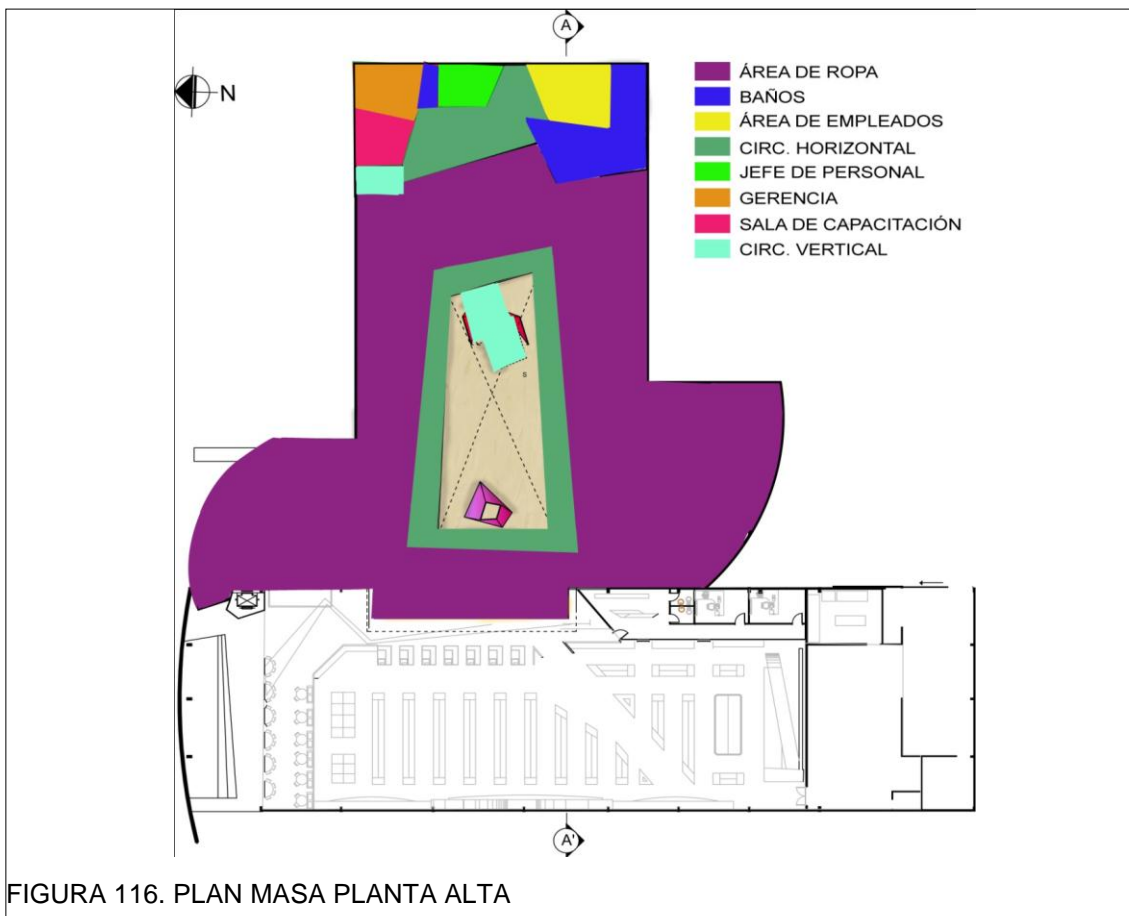 A
N
ÁREA DE ROPA
BAÑOS
ÁREA DE EMPLEADOS
CIRC. HORIZONTAL
JEFE DE PERSONAL
GERENCIA
SALA DE CAPACITACIÓN
CIRC. VERTICAL
A'
FIGURA 116. PLAN MASA PLANTA ALTA